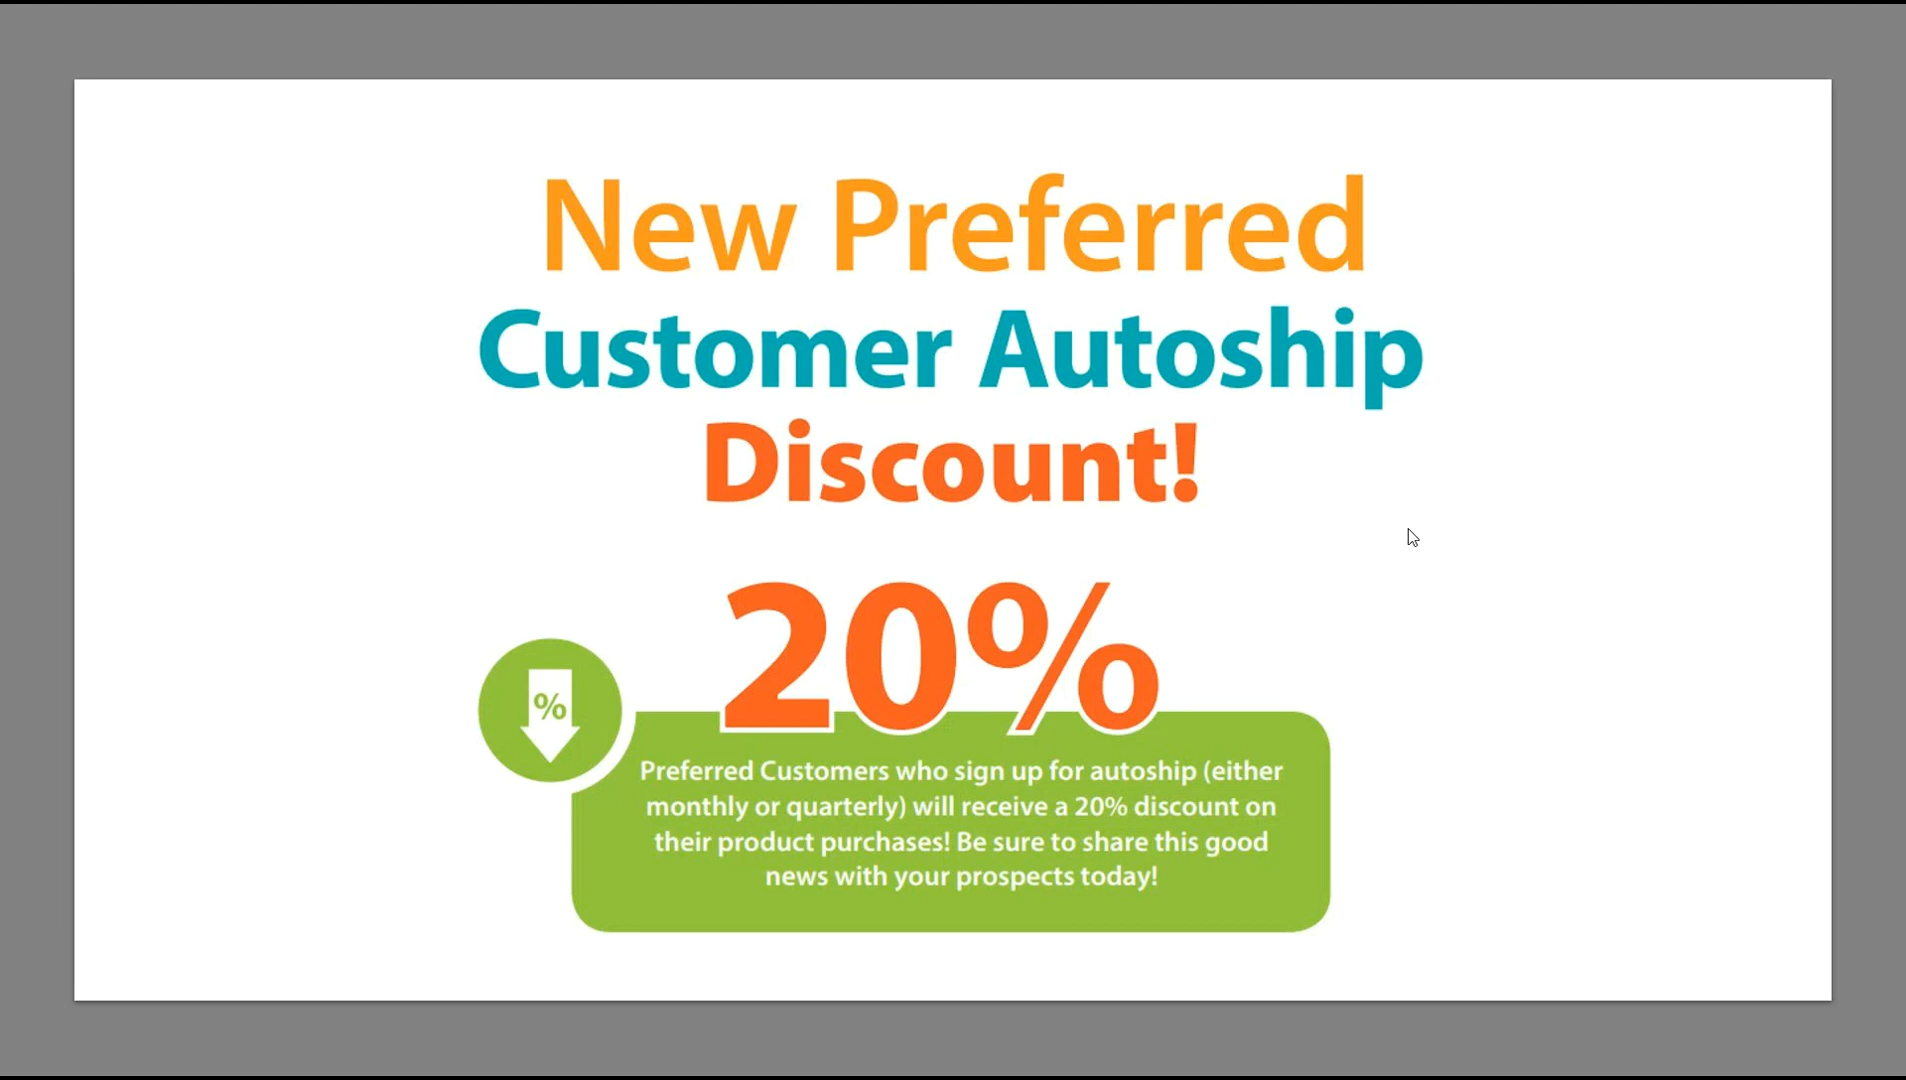 New Preferred
Customer Autoship
Discount!
20%
%
Preferred Customers who sign up for autoship (either
monthly or quarterly) will receive a 20% discount on
their product purchases! Be sure to share this good
news with your prospects today!